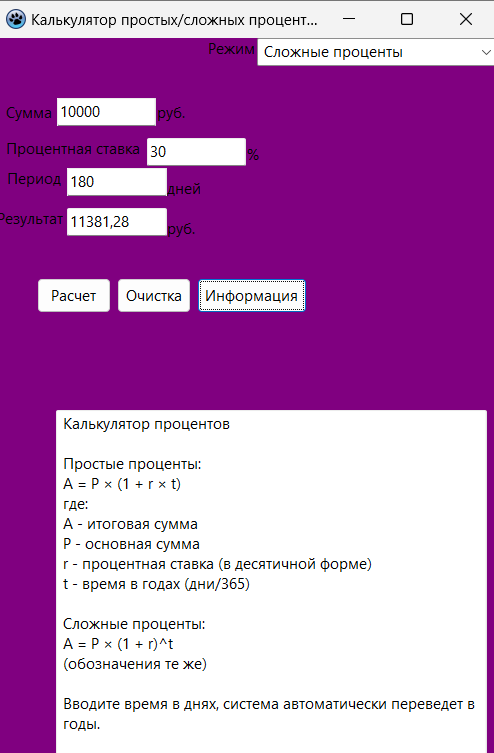 Калькулятор простых/сложных процент...
Режим Сложные проценты
Сумма 10000 руб.
Процентная ставка 30 %
Период 180 дней
Результат 11381,28 руб.
Расчет Очистка Информация
Калькулятор процентов
Простые проценты:
A = P × (1 + r × t)
где:
A - итоговая сумма
P - основная сумма
r - процентная ставка (в десятичной форме)
t - время в годах (дни/365)
Сложные проценты:
A = P × (1 + r)^t
(обозначения те же)
Вводите время в днях, система автоматически переведет в
годы.